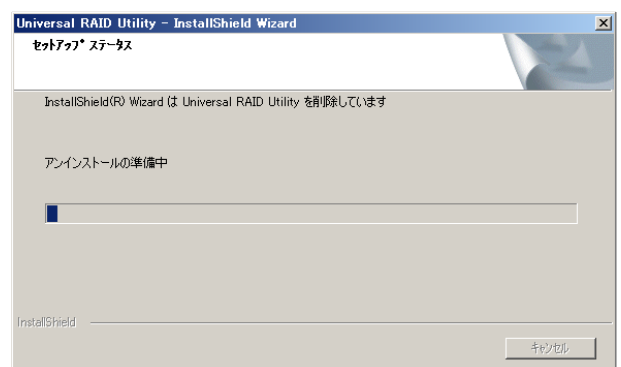 Universal RAID Utility - InstallShield Wizard
セットアップ ステータス
InstallShield(R) Wizard は Universal RAID Utility を削除しています
アンインストールの準備中
InstallShield
キャンセル